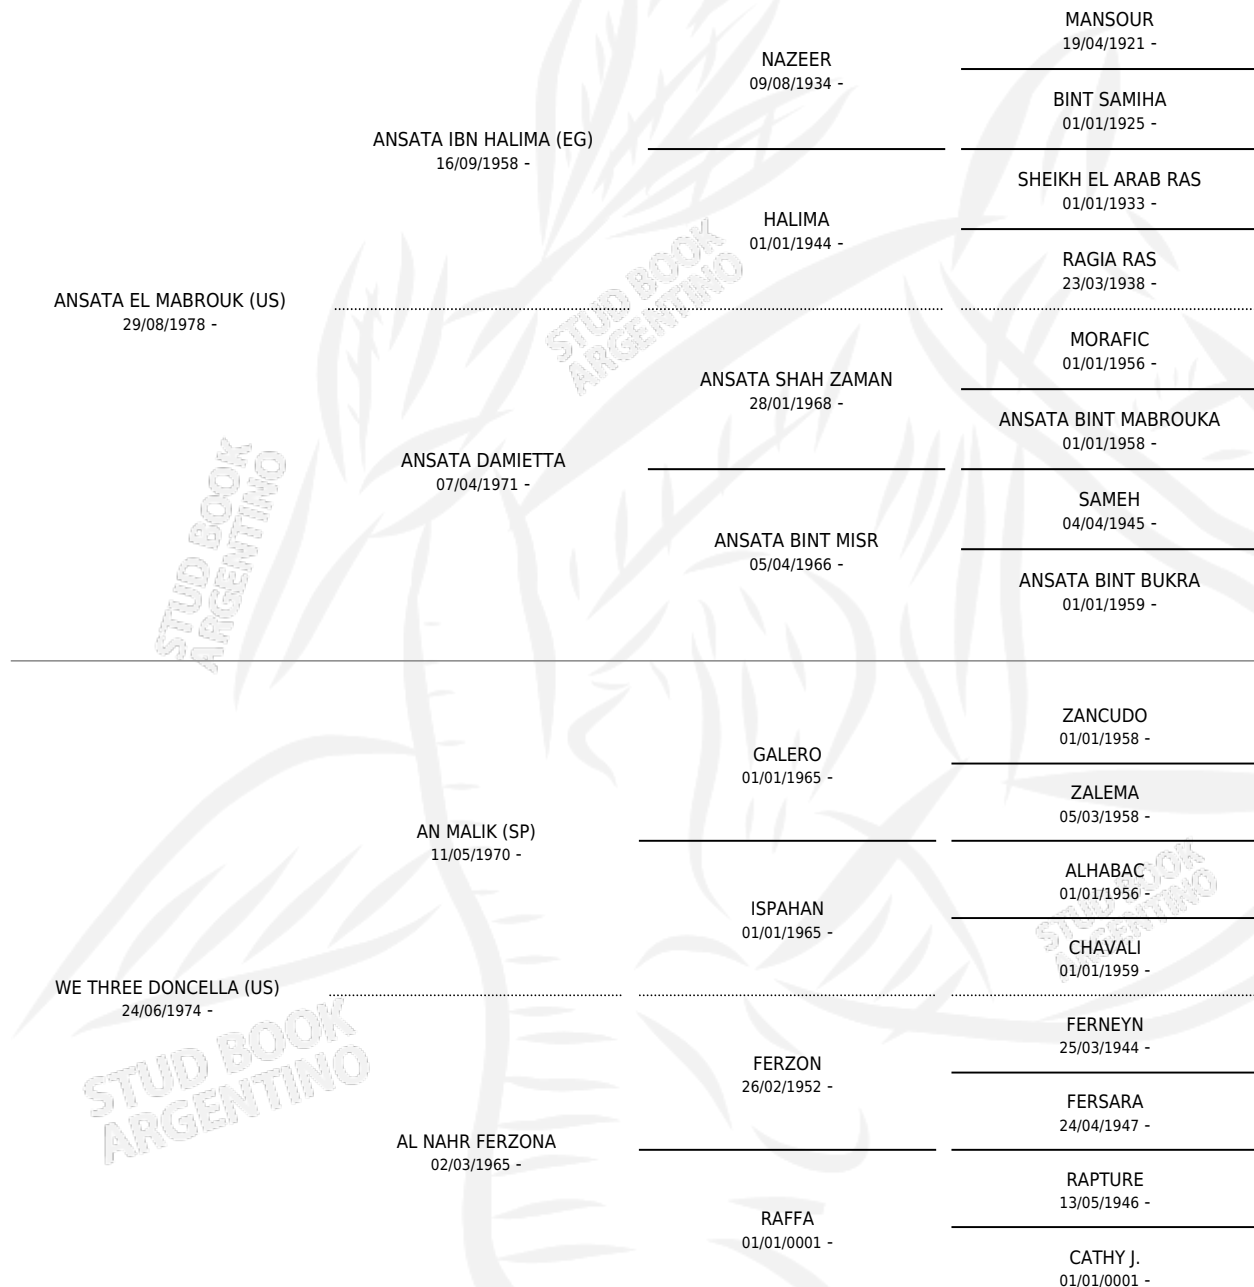 MANSOUR
19/04/1921 -
NAZEER
09/08/1934 -
BINT SAMIHA
01/01/1925 -
ANSATA IBN HALIMA (EG)
16/09/1958 -
SHEIKH EL ARAB RAS
01/01/1933 -
HALIMA
01/01/1944 -
RAGIA RAS
23/03/1938 -
ANSATA EL MABROUK (US)
29/08/1978 -
MORAFIC
01/01/1956 -
ANSATA SHAH ZAMAN
28/01/1968 -
ANSATA BINT MABROUKA
01/01/1958 -
ANSATA DAMIETTA
07/04/1971 -
SAMEH
04/04/1945 -
ANSATA BINT MISR
05/04/1966 -
ANSATA BINT BUKRA
01/01/1959 -
ZANCUDO
01/01/1958 -
GALERO
01/01/1965 -
ZALEMA
05/03/1958 -
AN MALIK (SP)
11/05/1970 -
ALHABAC
01/01/1956 -
ISPAHAN
01/01/1965 -
CHAVALI
01/01/1959 -
WE THREE DONCELLA (US)
24/06/1974 -
FERNEYN
25/03/1944 -
FERZON
26/02/1952 -
FERSARA
24/04/1947 -
AL NAHR FERZONA
02/03/1965 -
RAPTURE
13/05/1946 -
RAFFA
01/01/0001 -
CATHY J.
01/01/0001 -
STUD BOOK
ARGENTINO
STUD BOOK
ARGENTINO
STUD BOOK
ARGENTINO
STUD BOOK
ARGENTINO